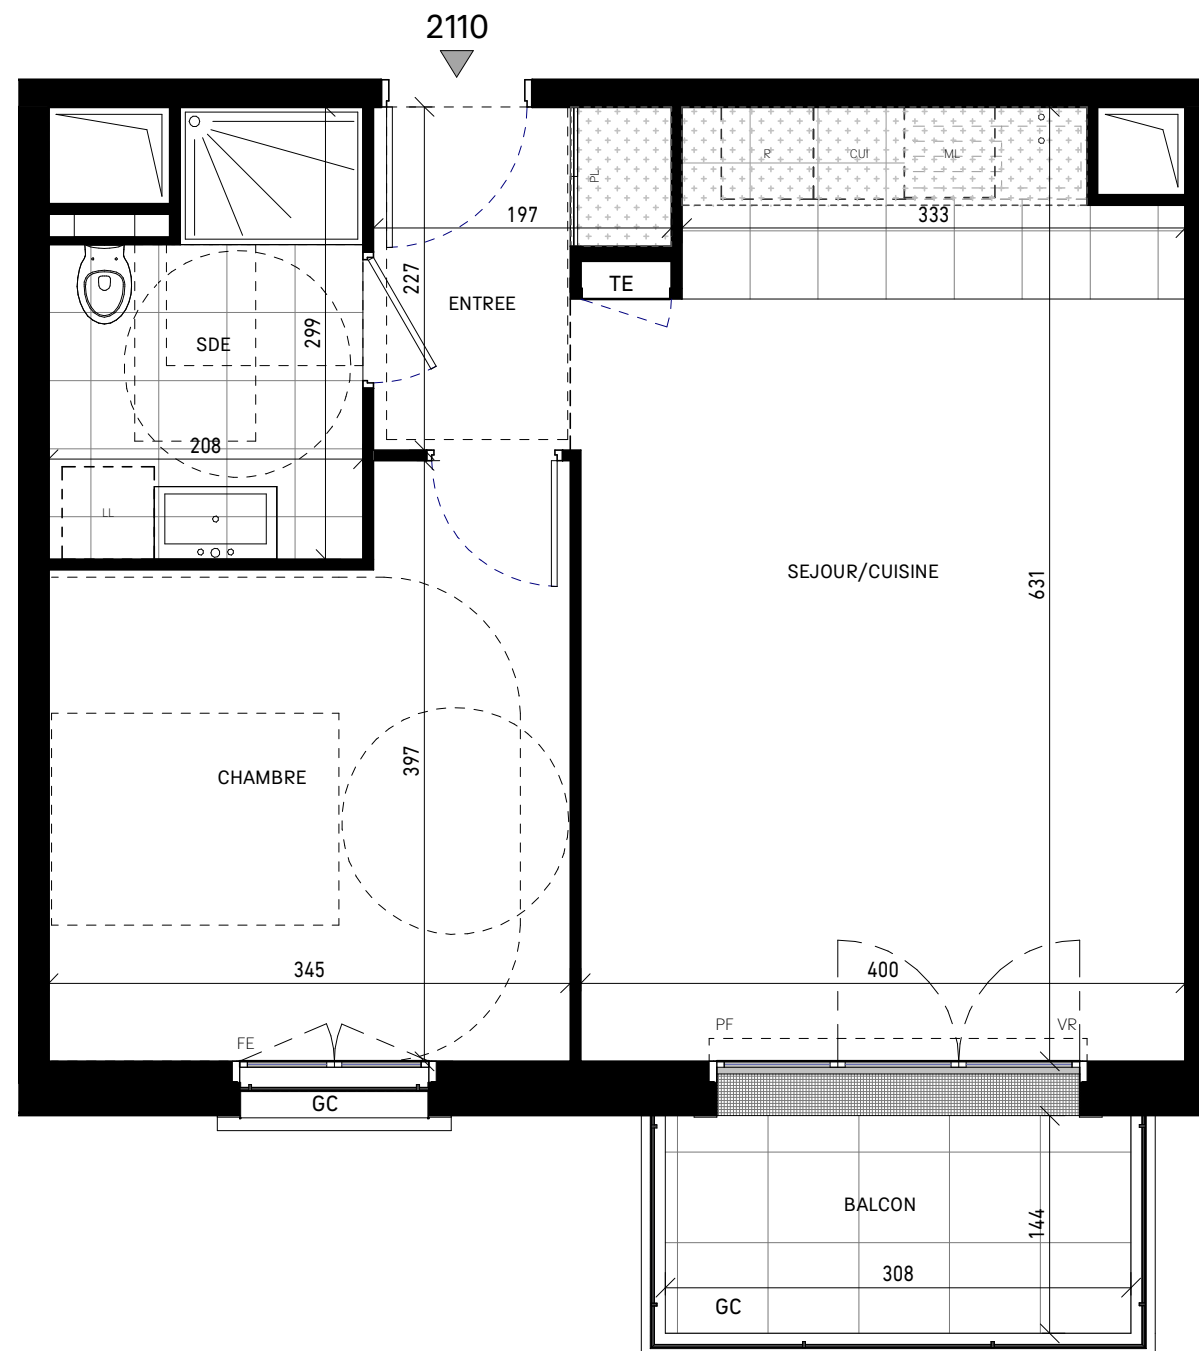 2110
R
CUI
ML
PL
197
333
TE
227
ENTREE
299
SDE
208
LL
SEJOUR/CUISINE
631
397
CHAMBRE
345
400
FE
PF
VR
GC
BALCON
144
308
GC